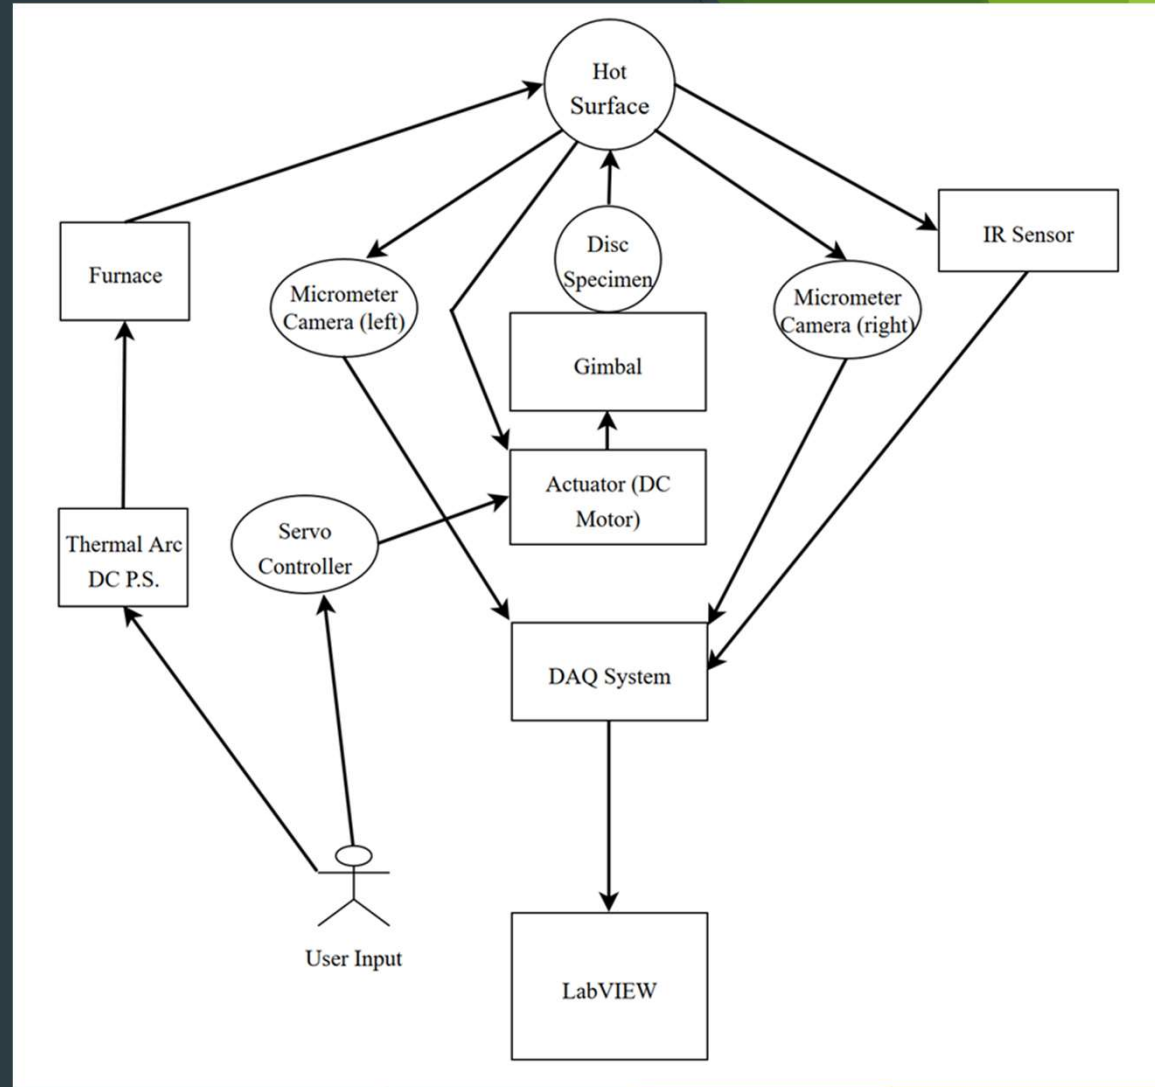 Hot
Surface
IR Sensor
Disc
Specimen
Furnace
Micrometer
Camera (left)
Micrometer
Camera (right)
Gimbal
Actuator (DC
Motor)
Servo
Controller
Thermal Arc
DC P.S.
DAQ System
User Input
LabVIEW